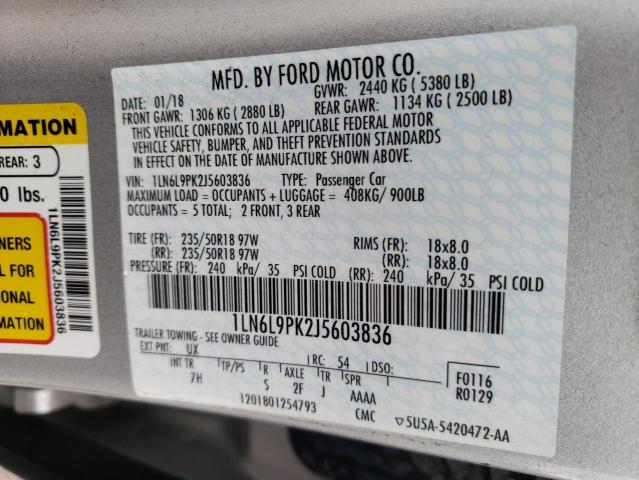 MFD. BY FORD MOTOR CO.
DATE: 01/18 GVWR: 2440 KG ( 5380 LB)
FRONT GAWR: 1306 KG ( 2880 LB) REAR GAWR: 1134 KG ( 2500 LB)
THIS VEHICLE CONFORMS TO ALL APPLICABLE FEDERAL MOTOR
VEHICLE SAFETY, BUMPER, AND THEFT PREVENTION STANDARDS
IN EFFECT ON THE DATE OF MANUFACTURE SHOWN ABOVE.
VIN: 1LN6L9PK2J5603836 TYPE: Passenger Car
MAXIMUM LOAD = OCCUPANTS + LUGGAGE = 408KG/ 900LB
OCCUPANTS = 5 TOTAL; 2 FRONT, 3 REAR
TIRE (FR): 235/50R18 97W RIMS (FR): 18x8.0
(RR): 235/50R18 97W (RR): 18x8.0
PRESSURE (FR): 240 kPa/ 35 PSI COLD (RR): 240 kPa/ 35 PSI COLD
1LN6L9PK2J5603836
TRAILER TOWING - SEE OWNER GUIDE
EXT PNT: UX RC: 54 DSO:
INT TR TP/PS R AXLE TR SPR F0116
7H S 2F J AAAA R0129
1201801254793 CMC 5U5A-5420472-AA
RMATION
REAR: 3
0 lbs.
NERS
L FOR
ONAL
MATION
1LN6L9PK2J5603836